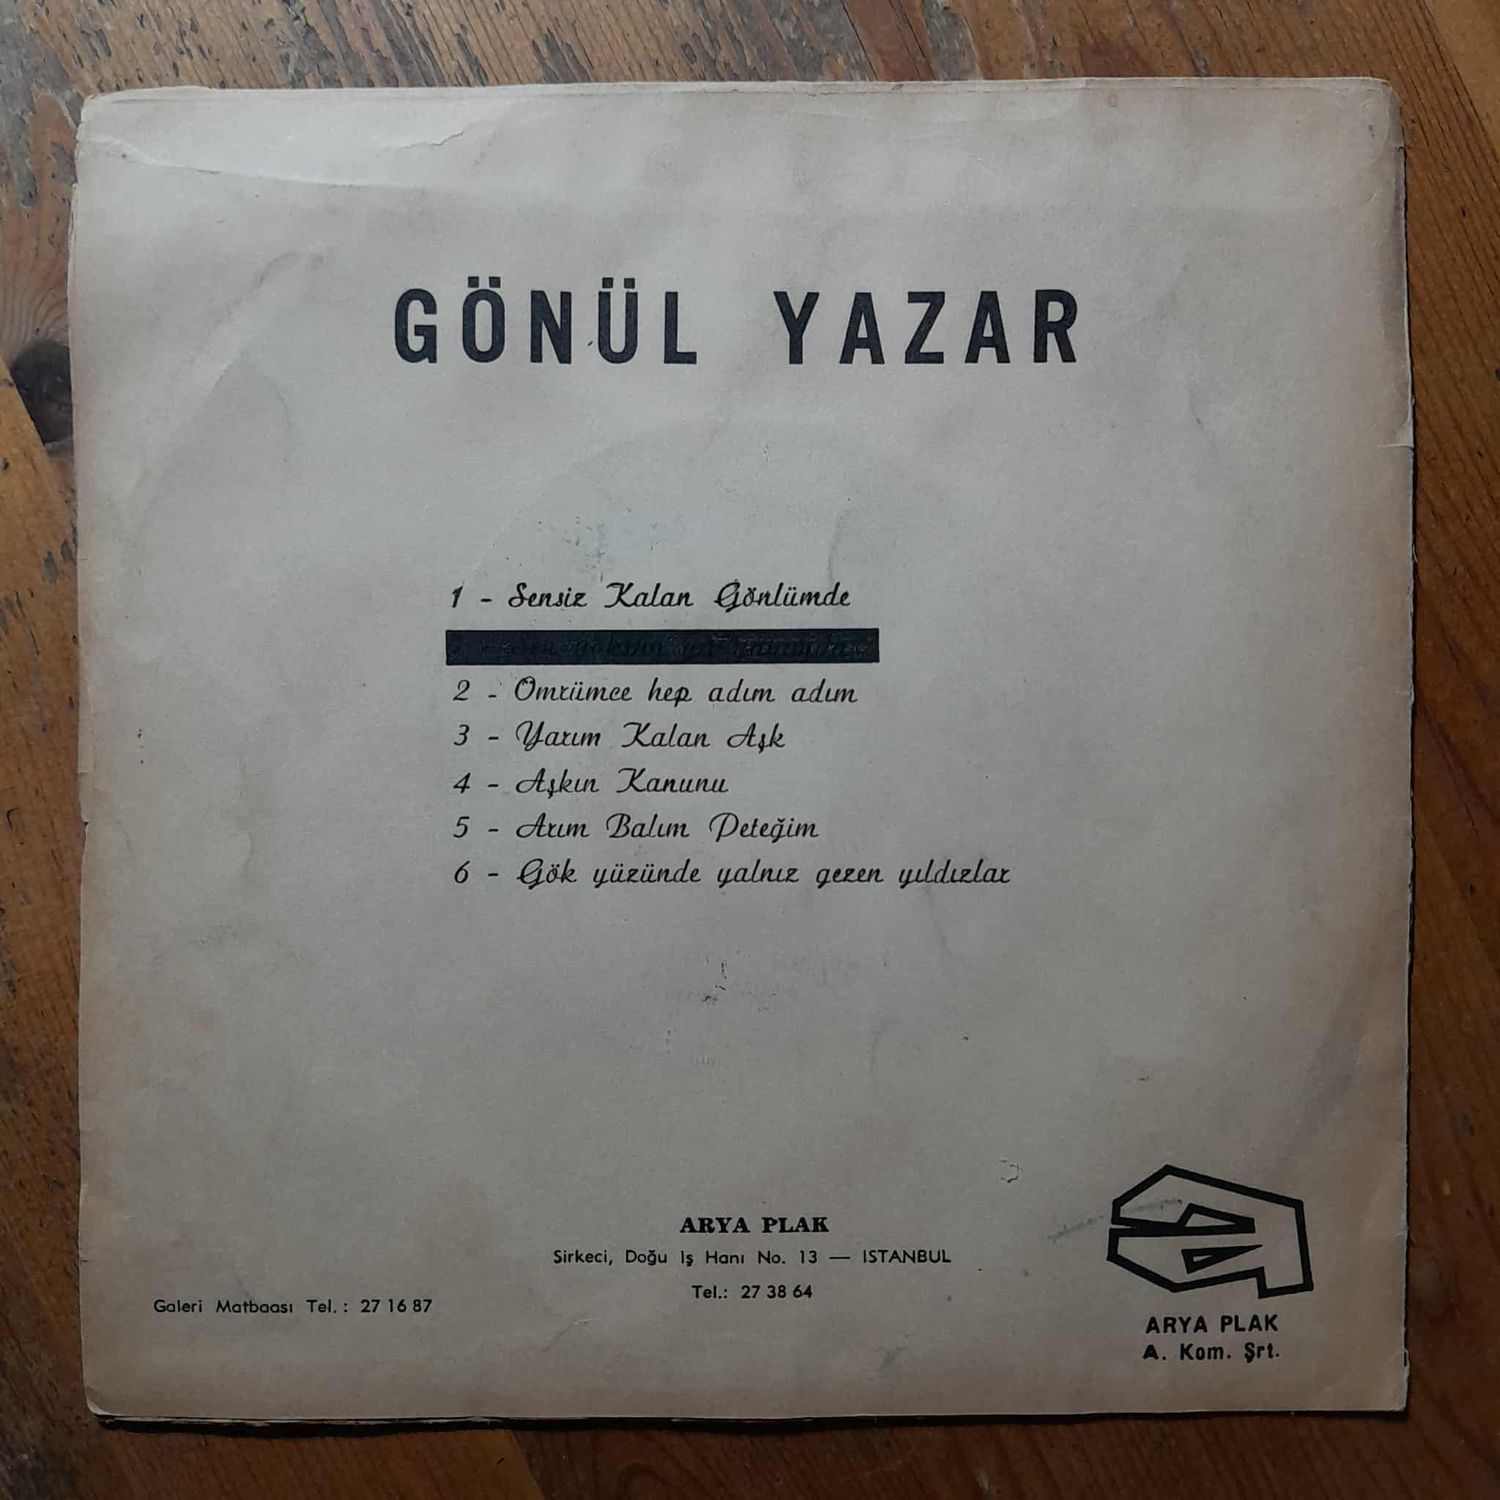 GÖNÜL YAZAR
1 - Sensiz Kalan Gönlümde
2 - Omrümce hep adım adım
3 - Yarım Kalan Aşk
4 - Aşkın Kanunu
5 - Arım Balım Peteğim
6 - Gök yüzünde yalnız gezen yıldızlar
ARYA PLAK
Sirkeci, Doğu Iş Hanı No. 13 — ISTANBUL
Tel.: 27 38 64
Galeri Matbaası Tel. : 27 16 87
ARYA PLAK
A. Kom. Şrt.